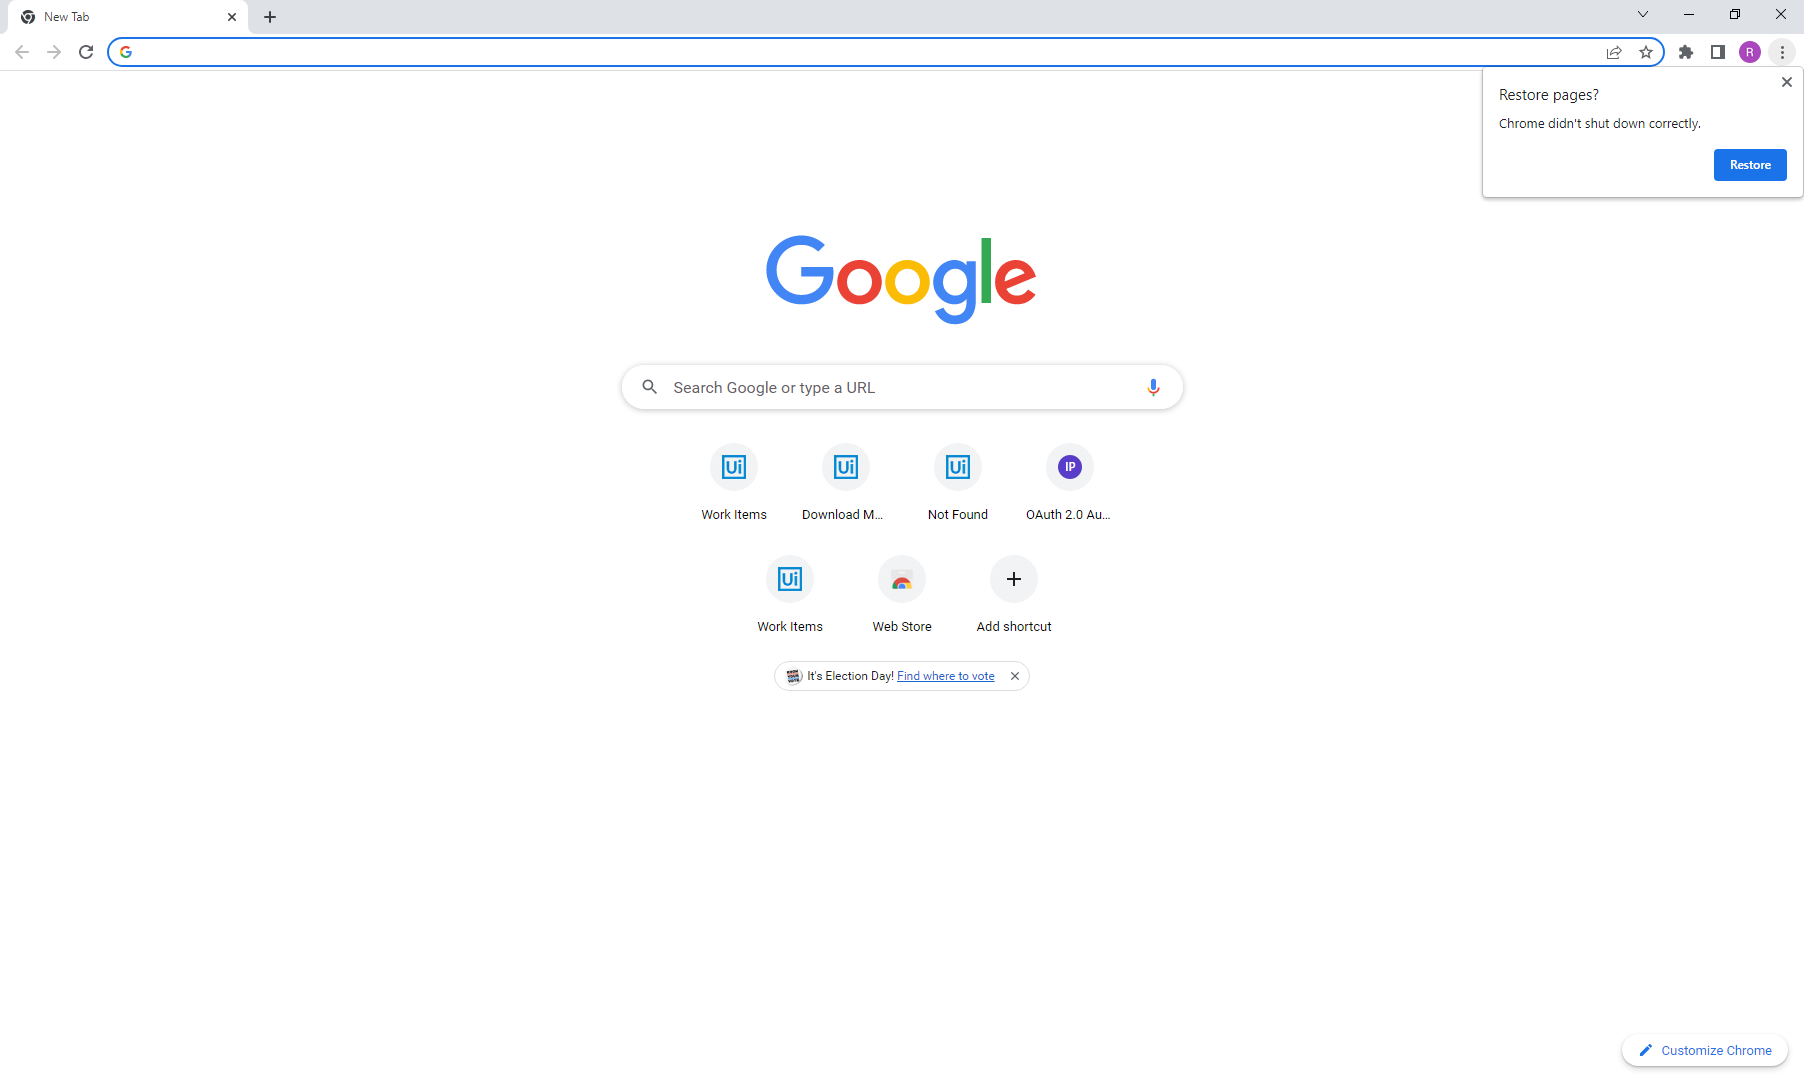 New Tab
R
Restore pages?
Chrome didn't shut down correctly.
Restore
Google
Search Google or type a URL
Ui
Ui
Ui
IP
Work Items
Download M...
Not Found
OAuth 2.0 Au...
Ui
Work Items
Web Store
Add shortcut
It's Election Day! Find where to vote
Customize Chrome